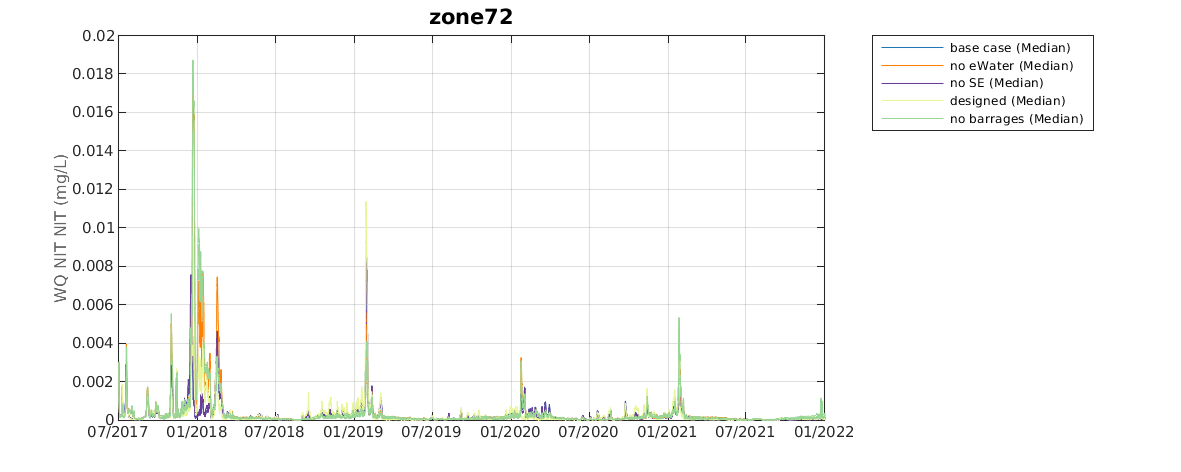 zone72
0.02
0.018
0.016
0.014
0.012
0.01
0.008
0.006
0.004
0.002
0
WQ NIT NIT (mg/L)
07/2017 01/2018 07/2018 01/2019 07/2019 01/2020 07/2020 01/2021 07/2021 01/2022
base case (Median)
no eWater (Median)
no SE (Median)
designed (Median)
no barrages (Median)